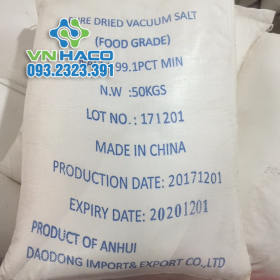 PURE DRIED VACUUM SALT
(FOOD GRADE)
99.1PCT MIN
N.W :50KGS
LOT NO.: 171201
MADE IN CHINA
PRODUCTION DATE: 20171201
EXPIRY DATE: 20201201
PRODUCT OF ANHUI
DAODONG IMPORT& EXPORT CO.,LTD
VNHACO
093.2323.391